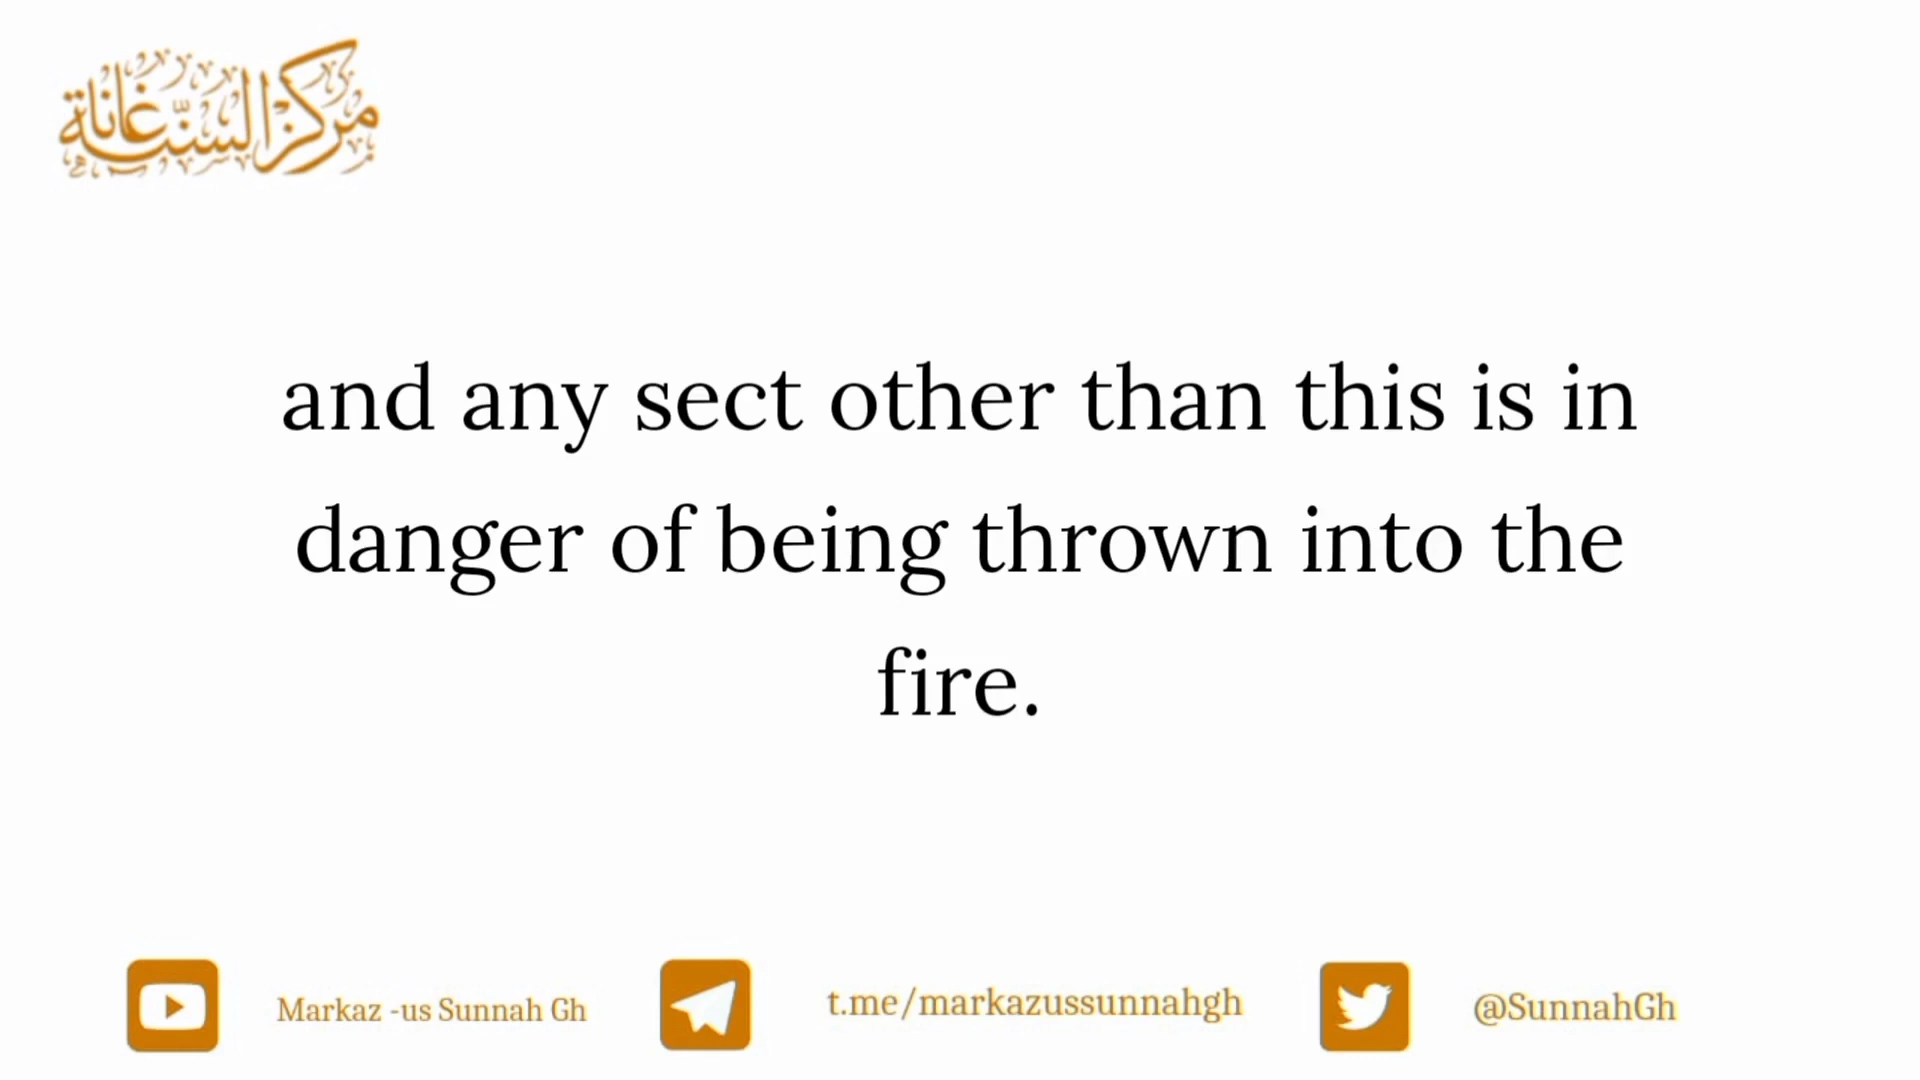 مركز السنة غانة
and any sect other than this is in
danger of being thrown into the
fire.
Markaz -us Sunnah Gh
t.me/markazussunnahgh
@SunnahGh